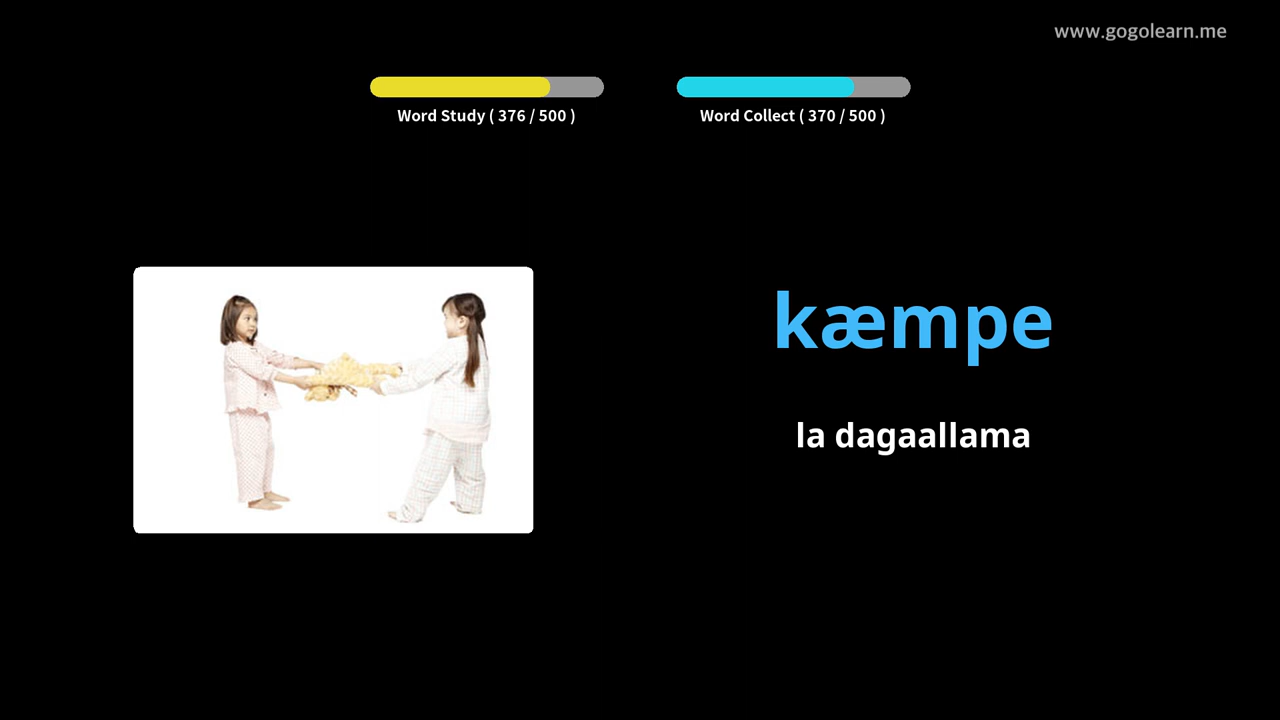 www.gogolearn.me
Word Study ( 376 / 500 )
Word Collect ( 370 / 500 )
kæmpe
la dagaallama